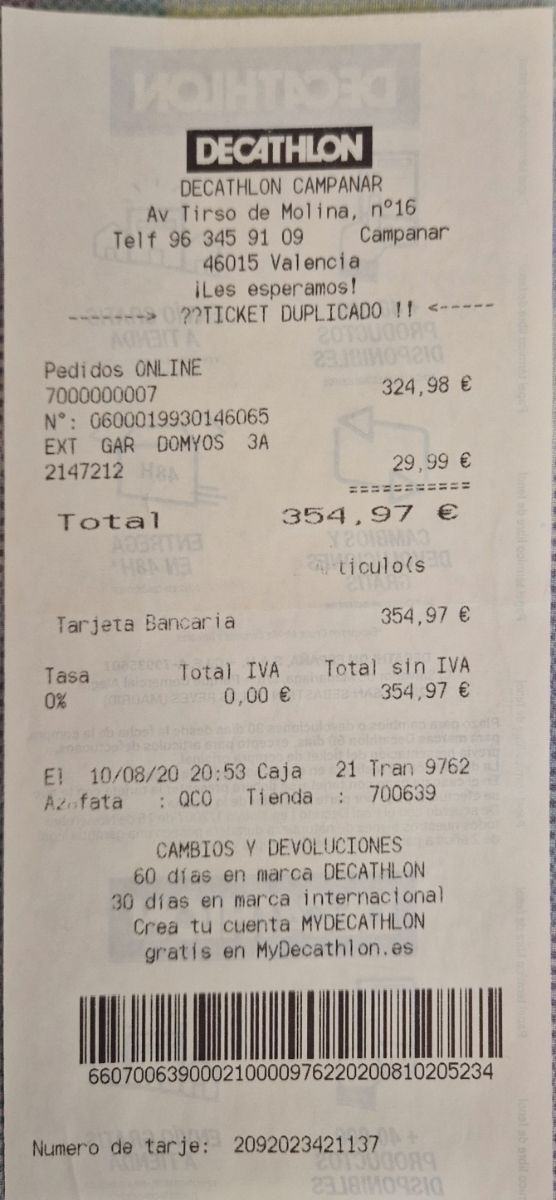 DECATHLON
DECATHLON CAMPANAR
Av Tirso de Molina, nº16
Telf 96 345 91 09 Campanar
46015 Valencia
¡Les esperamos!
-------> ??TICKET DUPLICADO !! <-----
Pedidos ONLINE
7000000007 324,98 €
N°: 0600019930146065
EXT GAR DOMYOS 3A
2147212 29,99 €
===========
Total 354,97 €
ticulo(s
Tarjeta Bancaria 354,97 €
Tasa Total IVA Total sin IVA
0% 0,00 € 354,97 €
El 10/08/20 20:53 Caja 21 Tran 9762
Azafata : QCO Tienda : 700639
CAMBIOS Y DEVOLUCIONES
60 días en marca DECATHLON
30 días en marca internacional
Crea tu cuenta MYDECATHLON
gratis en MyDecathlon.es
6607006390002100009762202008102052​34
Numero de tarje: 2092023421137